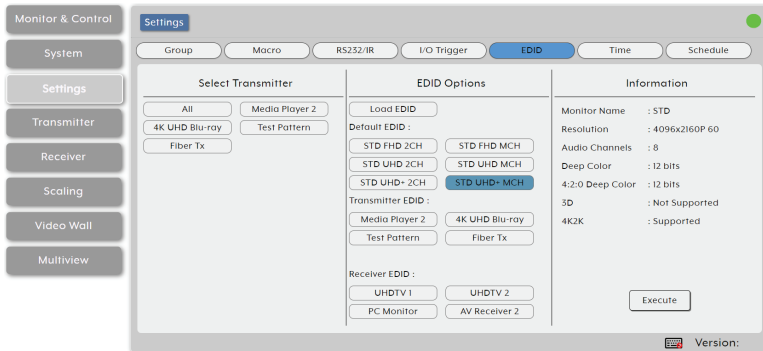 Monitor & Control
System
Settings
Transmitter
Receiver
Scaling
Video Wall
Multiview
Settings
Group Macro RS232/IR I/O Trigger EDID Time Schedule
Select Transmitter
All Media Player 2
4K UHD Blu-ray Test Pattern
Fiber Tx
EDID Options
Load EDID
Default EDID :
STD FHD 2CH STD FHD MCH
STD UHD 2CH STD UHD MCH
STD UHD+ 2CH STD UHD+ MCH
Transmitter EDID :
Media Player 2 4K UHD Blu-ray
Test Pattern Fiber Tx
Receiver EDID :
UHDTV 1 UHDTV 2
PC Monitor AV Receiver 2
Information
Monitor Name : STD
Resolution : 4096x2160P 60
Audio Channels : 8
Deep Color : 12 bits
4:2:0 Deep Color : 12 bits
3D : Not Supported
4K2K : Supported
Execute
Version: